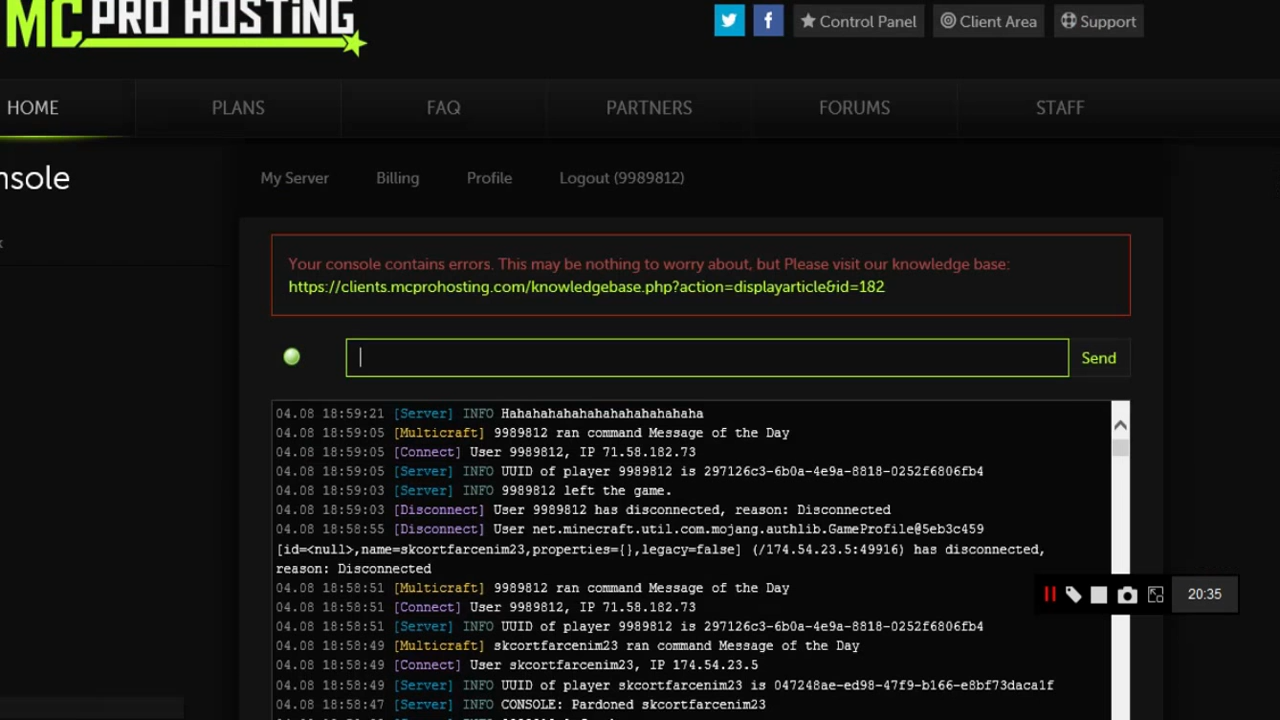 MC PRO HOSTING
Control Panel
Client Area
Support
HOME
PLANS
FAQ
PARTNERS
FORUMS
STAFF
nsole
My Server
Billing
Profile
Logout (9989812)
Your console contains errors. This may be nothing to worry about, but Please visit our knowledge base:
https://clients.mcprohosting.com/knowledgebase.php?action=displayarticle&id=182
Send
04.08 18:59:21 [Server] INFO Hahahahahahahahahahahahaha
04.08 18:59:05 [Multicraft] 9989812 ran command Message of the Day
04.08 18:59:05 [Connect] User 9989812, IP 71.58.182.73
04.08 18:59:05 [Server] INFO UUID of player 9989812 is 297126c3-6b0a-4e9a-8818-0252f6806fb4
04.08 18:59:03 [Server] INFO 9989812 left the game.
04.08 18:59:03 [Disconnect] User 9989812 has disconnected, reason: Disconnected
04.08 18:58:55 [Disconnect] User net.minecraft.util.com.mojang.authlib.GameProfile@5eb3c459
[id=<null>,name=skcortfarcenim23,properties={},legacy=false] (/174.54.23.5:49916) has disconnected,
reason: Disconnected
04.08 18:58:51 [Multicraft] 9989812 ran command Message of the Day
04.08 18:58:51 [Connect] User 9989812, IP 71.58.182.73
04.08 18:58:51 [Server] INFO UUID of player 9989812 is 297126c3-6b0a-4e9a-8818-0252f6806fb4
04.08 18:58:49 [Multicraft] skcortfarcenim23 ran command Message of the Day
04.08 18:58:49 [Connect] User skcortfarcenim23, IP 174.54.23.5
04.08 18:58:49 [Server] INFO UUID of player skcortfarcenim23 is 047248ae-ed98-47f9-b166-e8bf73daca1f
04.08 18:58:47 [Server] INFO CONSOLE: Pardoned skcortfarcenim23
20:35